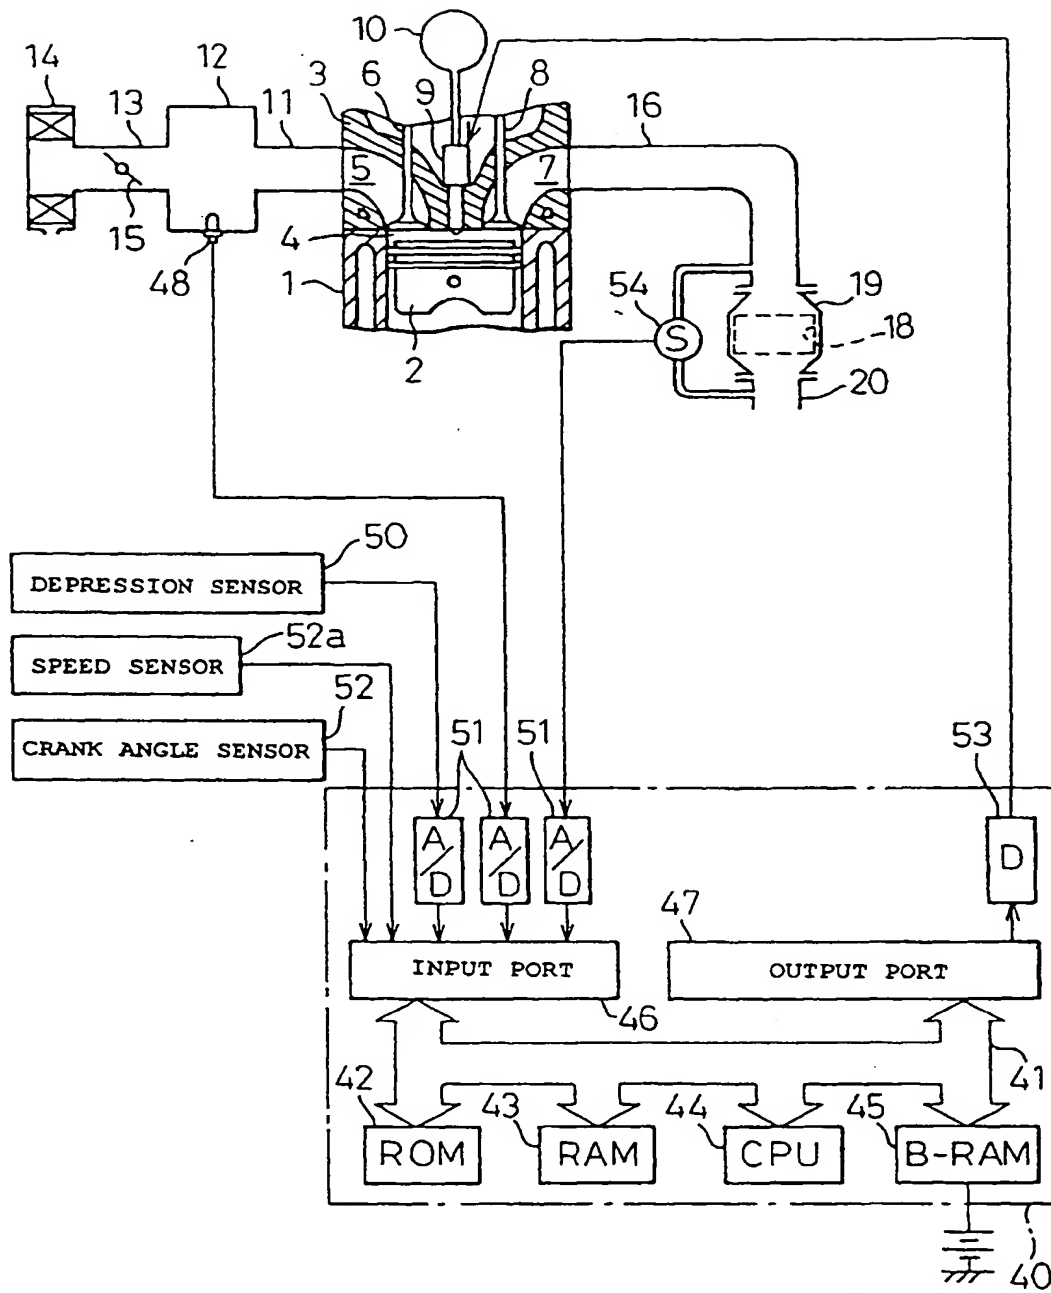 10
14
12
13
11
3
6
9
8
16
5
7
15
48
4
1
2
54
S
19
18
20
50
DEPRESSION SENSOR
52a
SPEED SENSOR
52
CRANK ANGLE SENSOR
51
51
53
A/D
A/D
A/D
D
47
INPUT PORT
OUTPUT PORT
46
41
42
43
44
45
ROM
RAM
CPU
B-RAM
40